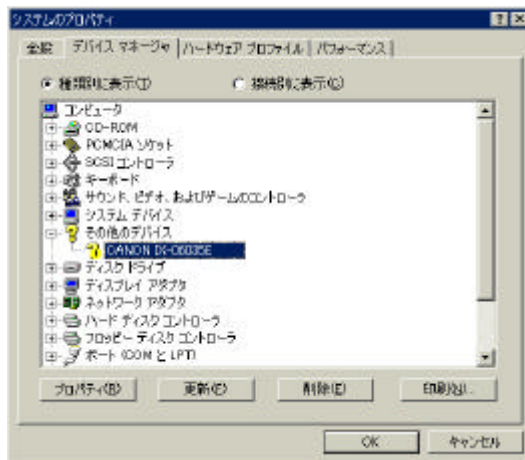 システムのプロパティ
全般 デバイス マネージャ ハードウェア プロファイル パフォーマンス
種類別に表示(T) 接続別に表示(C)
コンピュータ
CD-ROM
PCMCIA ソケット
SCSI コントローラ
キーボード
サウンド、ビデオ、およびゲームのコントローラ
システム デバイス
その他のデバイス
CANON IX-06035E
ディスク ドライブ
ディスプレイ アダプタ
ネットワーク アダプタ
ハード ディスク コントローラ
フロッピー ディスク コントローラ
ポート (COM と LPT)
プロパティ(R) 更新(F) 削除(E) 印刷(N)...
OK キャンセル